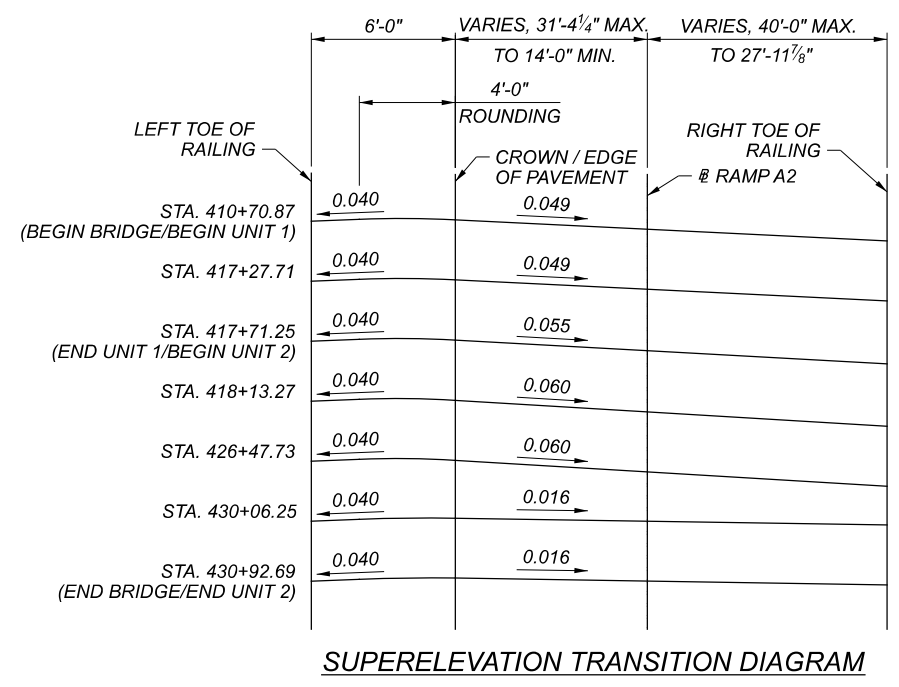 6'-0"
VARIES, 31'-4¼" MAX.
TO 14'-0" MIN.
VARIES, 40'-0" MAX.
TO 27'-11⅞"
4'-0"
ROUNDING
LEFT TOE OF
RAILING
CROWN / EDGE
OF PAVEMENT
RIGHT TOE OF
RAILING
℄ RAMP A2
STA. 410+70.87
(BEGIN BRIDGE/BEGIN UNIT 1)
0.040
0.049
STA. 417+27.71
0.040
0.049
STA. 417+71.25
(END UNIT 1/BEGIN UNIT 2)
0.040
0.055
STA. 418+13.27
0.040
0.060
STA. 426+47.73
0.040
0.060
STA. 430+06.25
0.040
0.016
STA. 430+92.69
(END BRIDGE/END UNIT 2)
0.040
0.016
SUPERELEVATION TRANSITION DIAGRAM